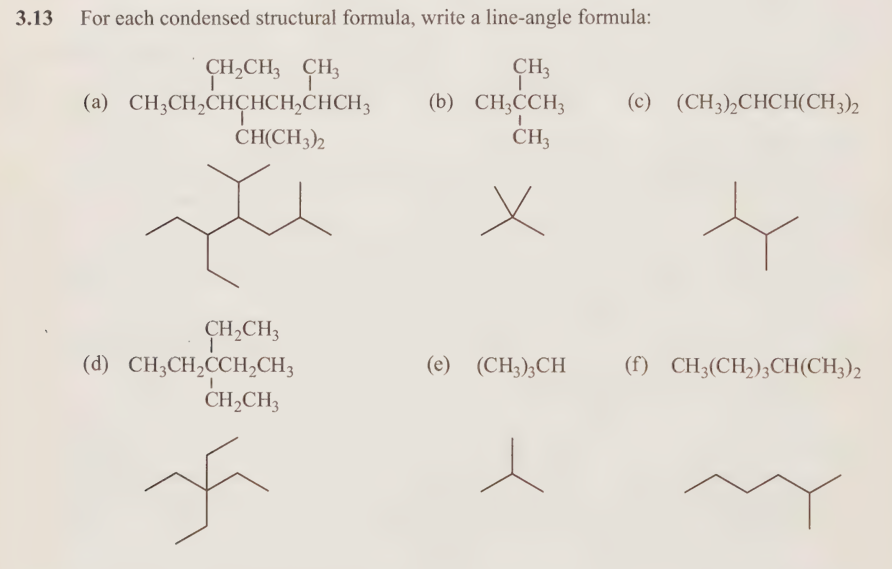 3.13 For each condensed structural formula, write a line-angle formula:
CH₂CH₃ CH₃ CH₃
(a) CH₃CH₂CHCHCH₂CHCH₃ (b) CH₃CCH₃ (c) (CH₃)₂CHCH(CH₃)₂
CH(CH₃)₂ CH₃
CH₂CH₃
(d) CH₃CH₂CCH₂CH₃ (e) (CH₃)₃CH (f) CH₃(CH₂)₃CH(CH₃)₂
CH₂CH₃